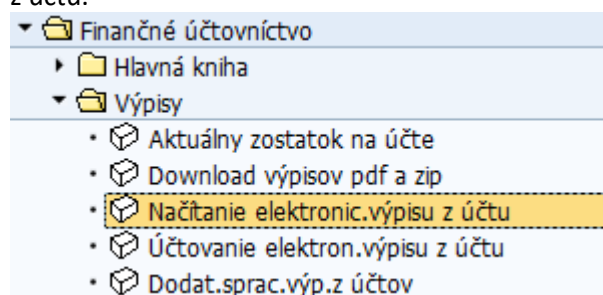 z účtu.
Finančné účtovníctvo
Hlavná kniha
Výpisy
Aktuálny zostatok na účte
Download výpisov pdf a zip
Načítanie elektronic.výpisu z účtu
Účtovanie elektron.výpisu z účtu
Dodat.sprac.výp.z účtov